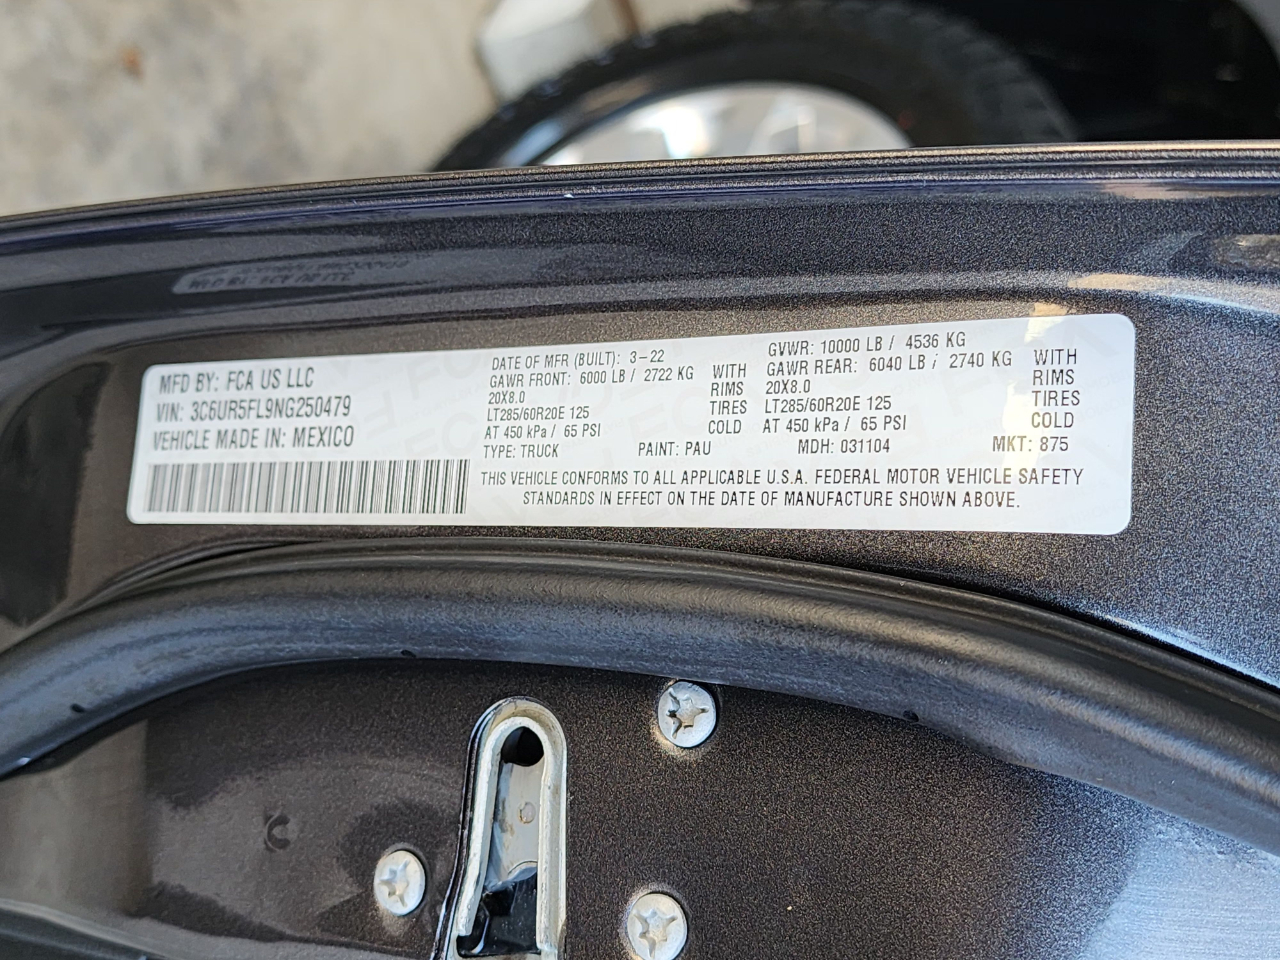 MFD BY: FCA US LLC
VIN: 3C6UR5FL9NG250479
VEHICLE MADE IN: MEXICO
DATE OF MFR (BUILT): 3-22
GAWR FRONT: 6000 LB / 2722 KG WITH
20X8.0 RIMS
LT285/60R20E 125 TIRES
AT 450 kPa / 65 PSI COLD
GVWR: 10000 LB / 4536 KG
GAWR REAR: 6040 LB / 2740 KG WITH
20X8.0 RIMS
LT285/60R20E 125 TIRES
AT 450 kPa / 65 PSI COLD
TYPE: TRUCK PAINT: PAU MDH: 031104 MKT: 875
THIS VEHICLE CONFORMS TO ALL APPLICABLE U.S.A. FEDERAL MOTOR VEHICLE SAFETY
STANDARDS IN EFFECT ON THE DATE OF MANUFACTURE SHOWN ABOVE.